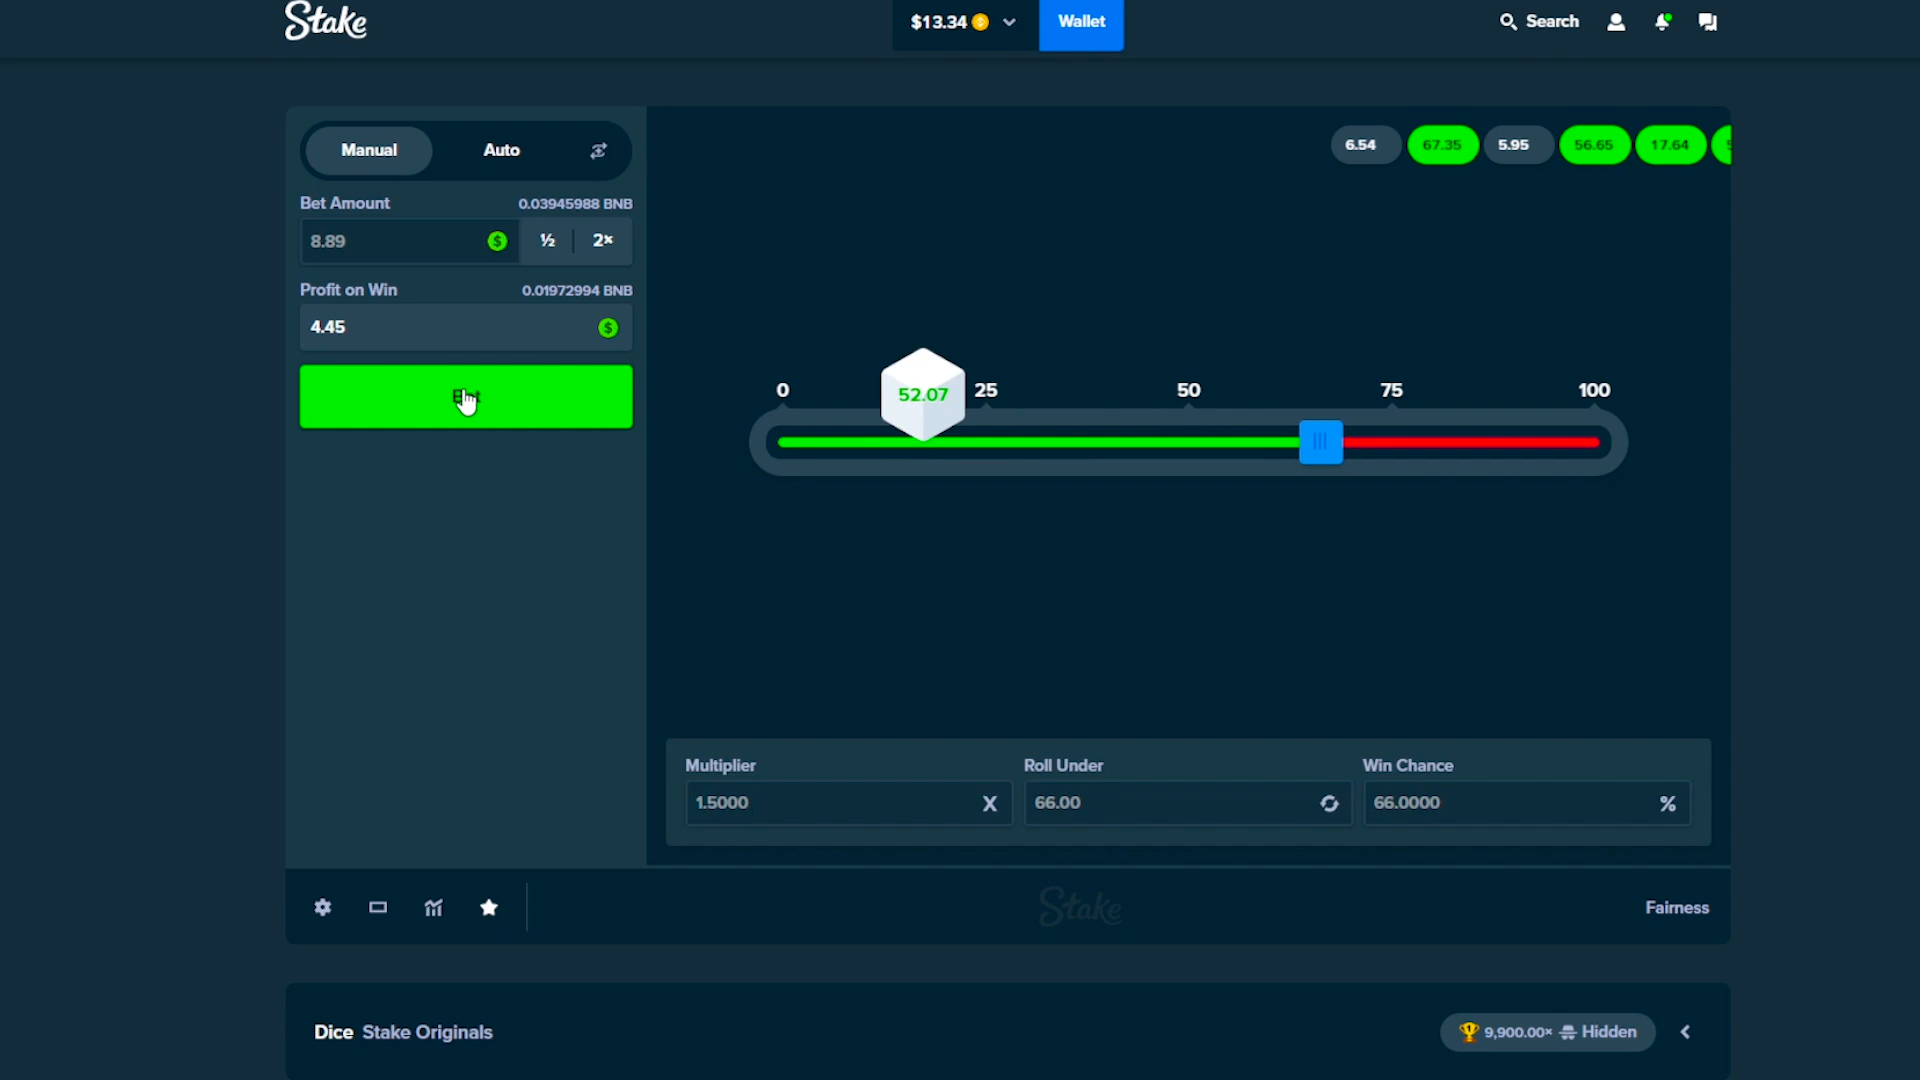 Stake
$13.34
Wallet
Search
Manual
Auto
6.54
67.35
5.95
56.65
17.64
Bet Amount
0.03945988 BNB
8.89
$
½
2×
Profit on Win
0.01972994 BNB
4.45
$
0
25
50
75
100
52.07
Multiplier
Roll Under
Win Chance
1.5000
X
66.00
66.0000
%
Stake
Fairness
Dice Stake Originals
9,900.00× Hidden